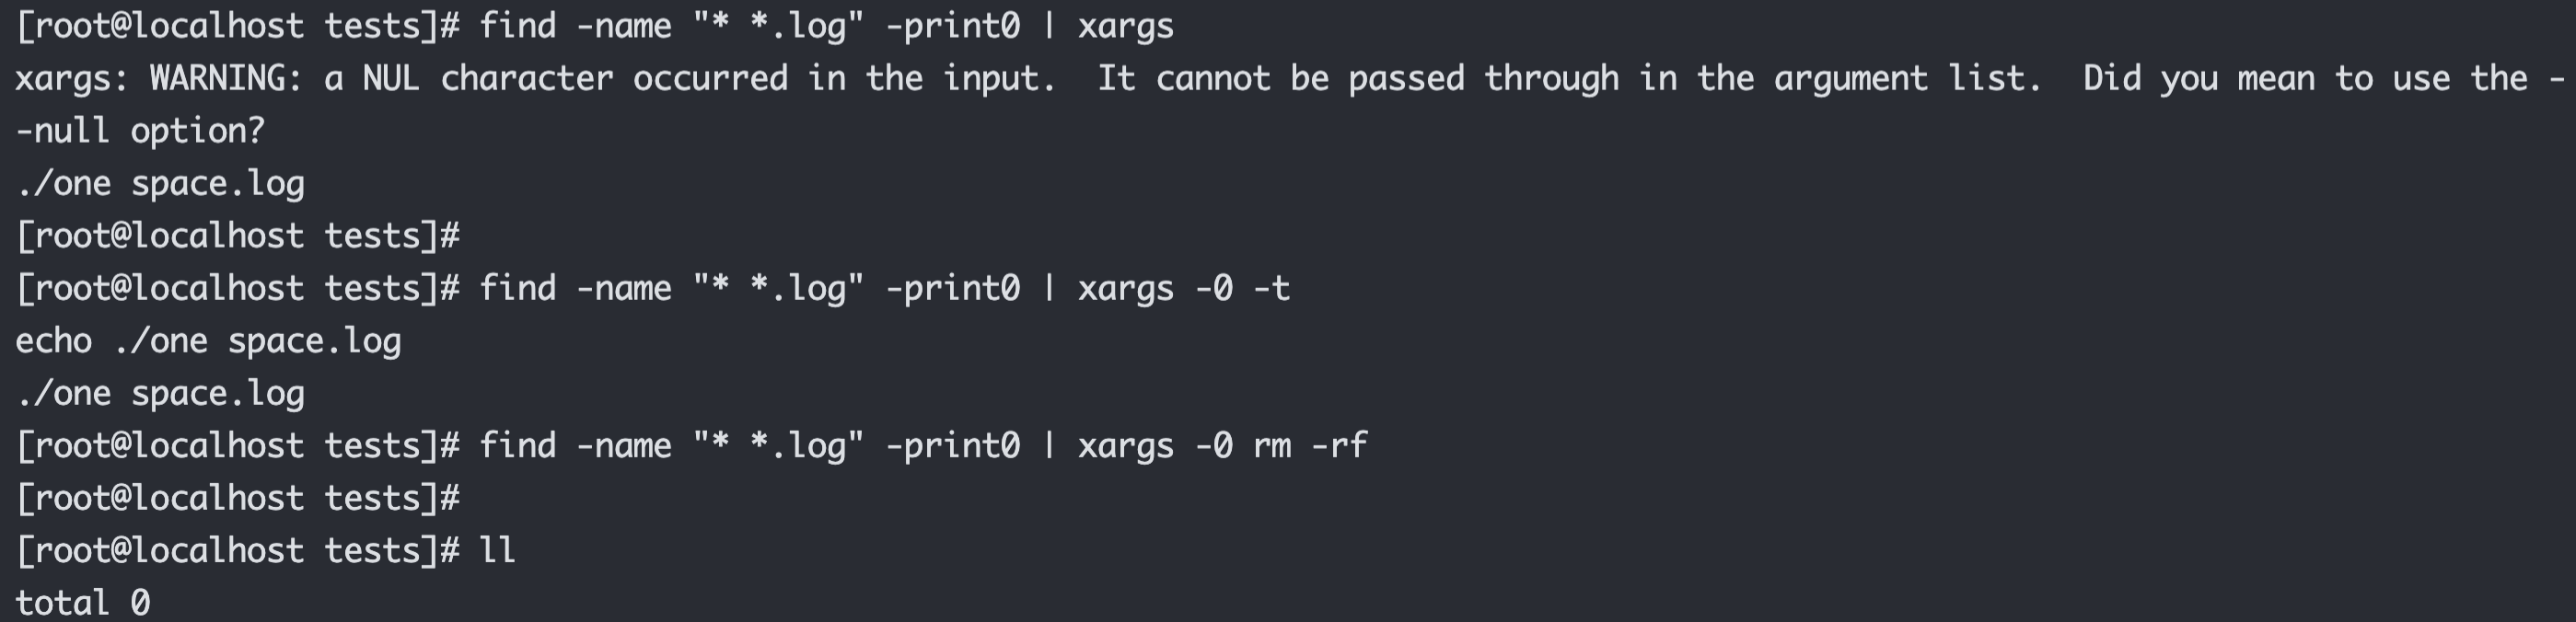 [root@localhost tests]# find -name "* *.log" -print0 | xargs
xargs: WARNING: a NUL character occurred in the input.  It cannot be passed through in the argument list.  Did you mean to use the -
-null option?
./one space.log
[root@localhost tests]#
[root@localhost tests]# find -name "* *.log" -print0 | xargs -0 -t
echo ./one space.log
./one space.log
[root@localhost tests]# find -name "* *.log" -print0 | xargs -0 rm -rf
[root@localhost tests]#
[root@localhost tests]# ll
total 0